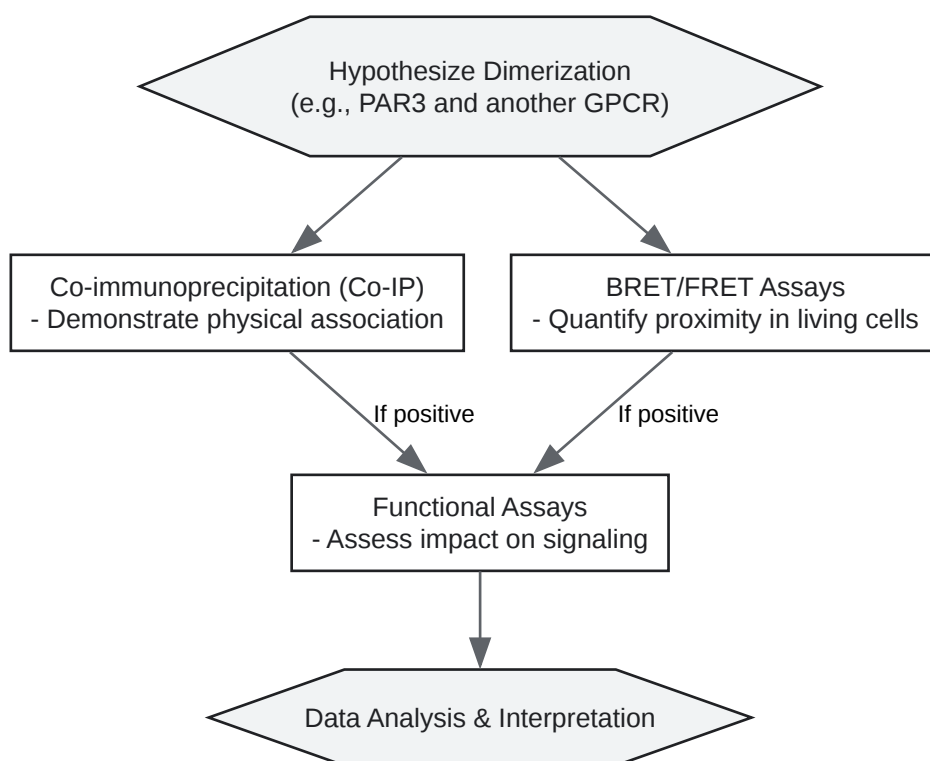 Hypothesize Dimerization
(e.g., PAR3 and another GPCR)
Co-immunoprecipitation (Co-IP)
- Demonstrate physical association
BRET/FRET Assays
- Quantify proximity in living cells
If positive
If positive
Functional Assays
- Assess impact on signaling
Data Analysis & Interpretation